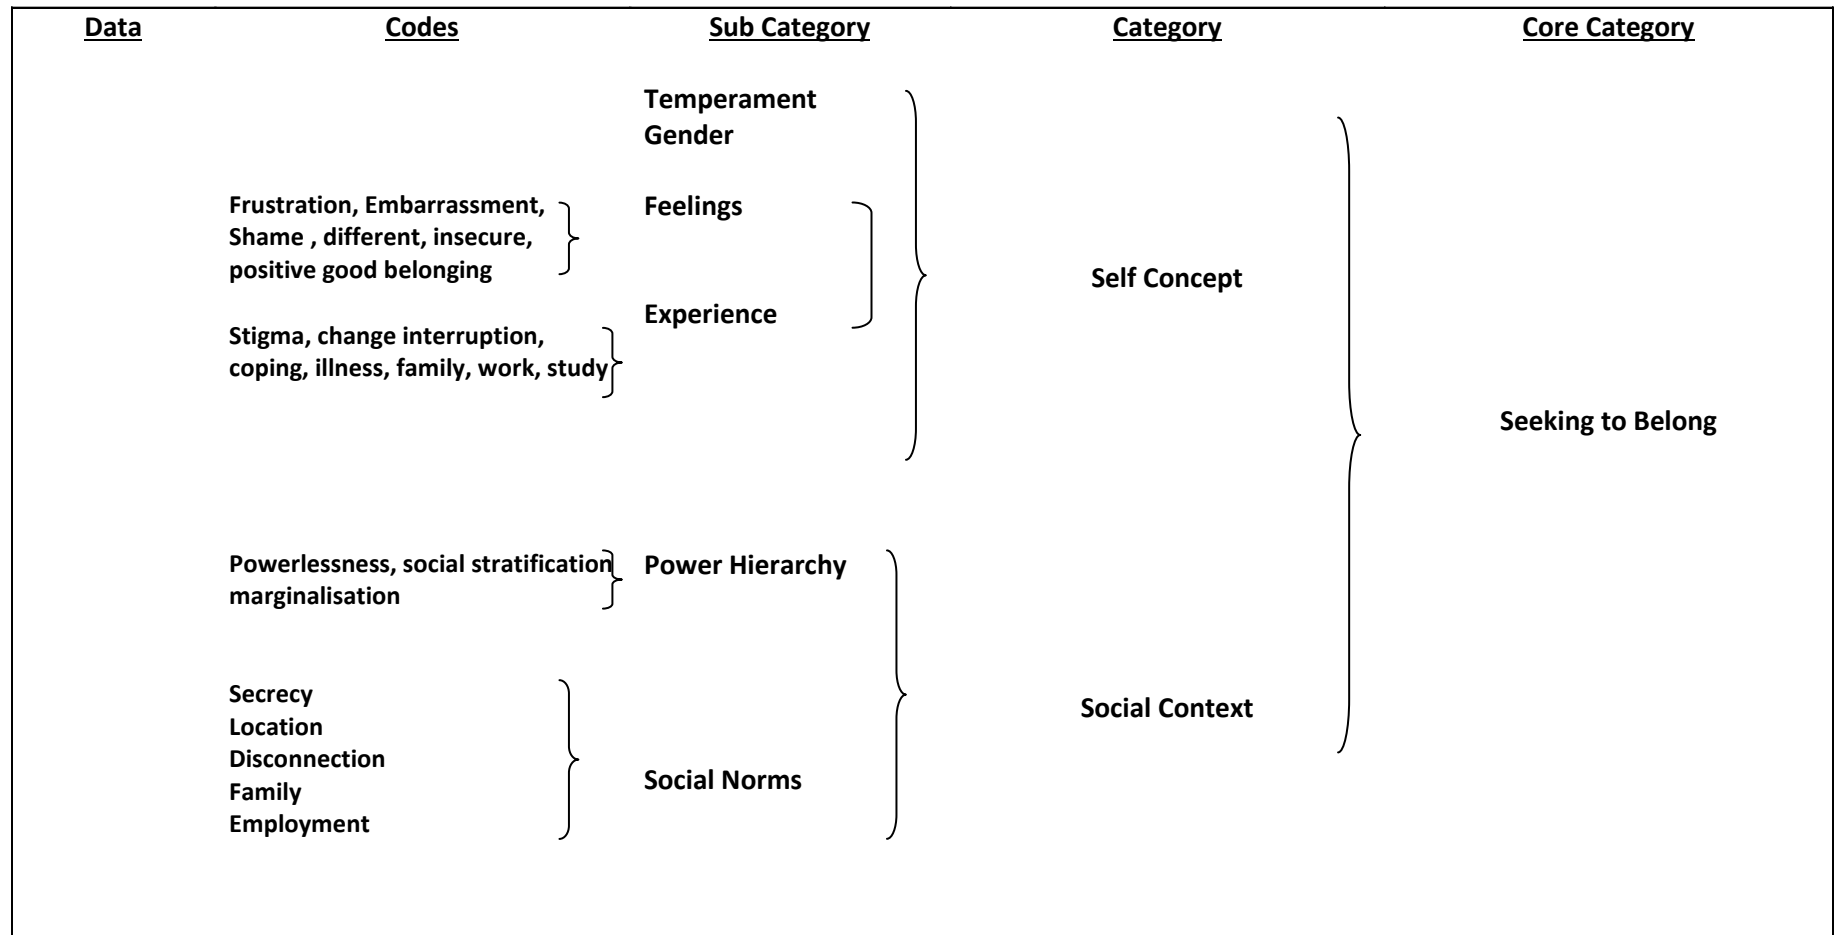 Data Codes Sub Category Category Core Category
Temperament
Gender
Frustration, Embarrassment,
Shame , different, insecure,
positive good belonging
Feelings
Experience
Stigma, change interruption,
coping, illness, family, work, study
Self Concept
Seeking to Belong
Powerlessness, social stratification
marginalisation
Power Hierarchy
Secrecy
Location
Disconnection
Family
Employment
Social Norms
Social Context